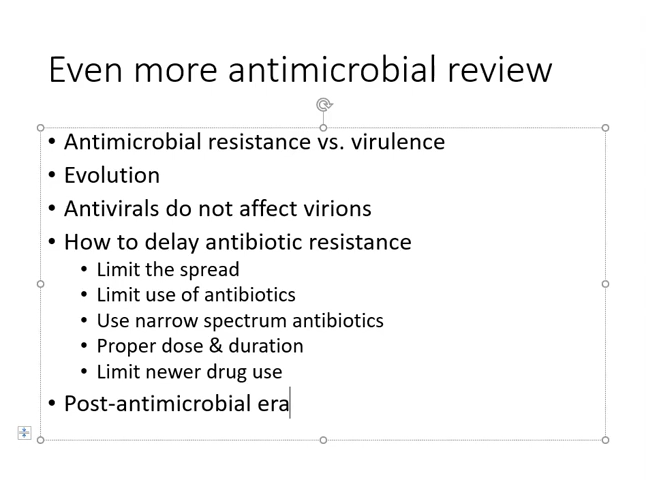 Even more antimicrobial review
• Antimicrobial resistance vs. virulence
• Evolution
• Antivirals do not affect virions
• How to delay antibiotic resistance
• Limit the spread
• Limit use of antibiotics
• Use narrow spectrum antibiotics
• Proper dose & duration
• Limit newer drug use
• Post-antimicrobial era